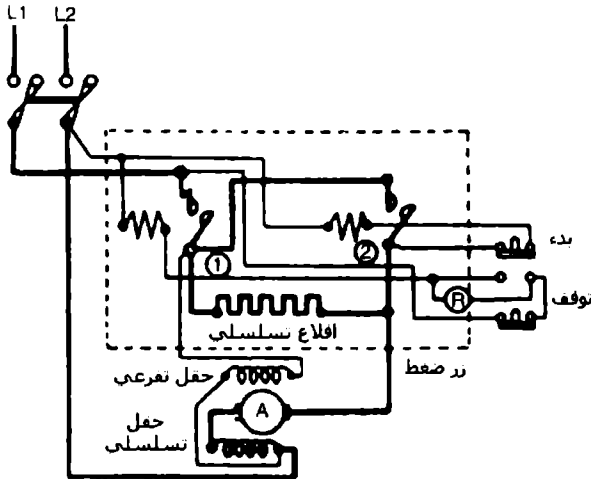 L1 L2
بدء
2
1
توقف
R
اقلاع تسلسلي
زر ضغط
حقل تفرعي
A
حقل
تسلسلي